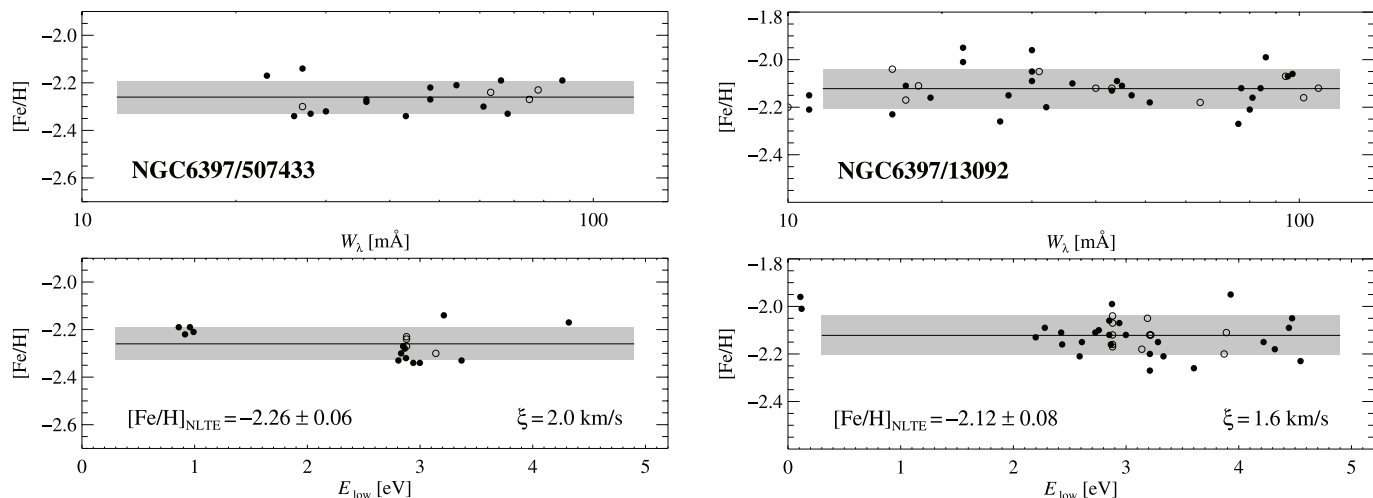 −2.0
−2.2
−2.4
−2.6
[Fe/H]
NGC6397/507433
10
100
W_λ [mÅ]
−1.8
−2.0
−2.2
−2.4
[Fe/H]
NGC6397/13092
10
100
W_λ [mÅ]
−2.0
−2.2
−2.4
−2.6
[Fe/H]
[Fe/H]NLTE = −2.26 ± 0.06
ξ = 2.0 km/s
0
1
2
3
4
5
E_low [eV]
−1.8
−2.0
−2.2
−2.4
[Fe/H]
[Fe/H]NLTE = −2.12 ± 0.08
ξ = 1.6 km/s
0
1
2
3
4
5
E_low [eV]